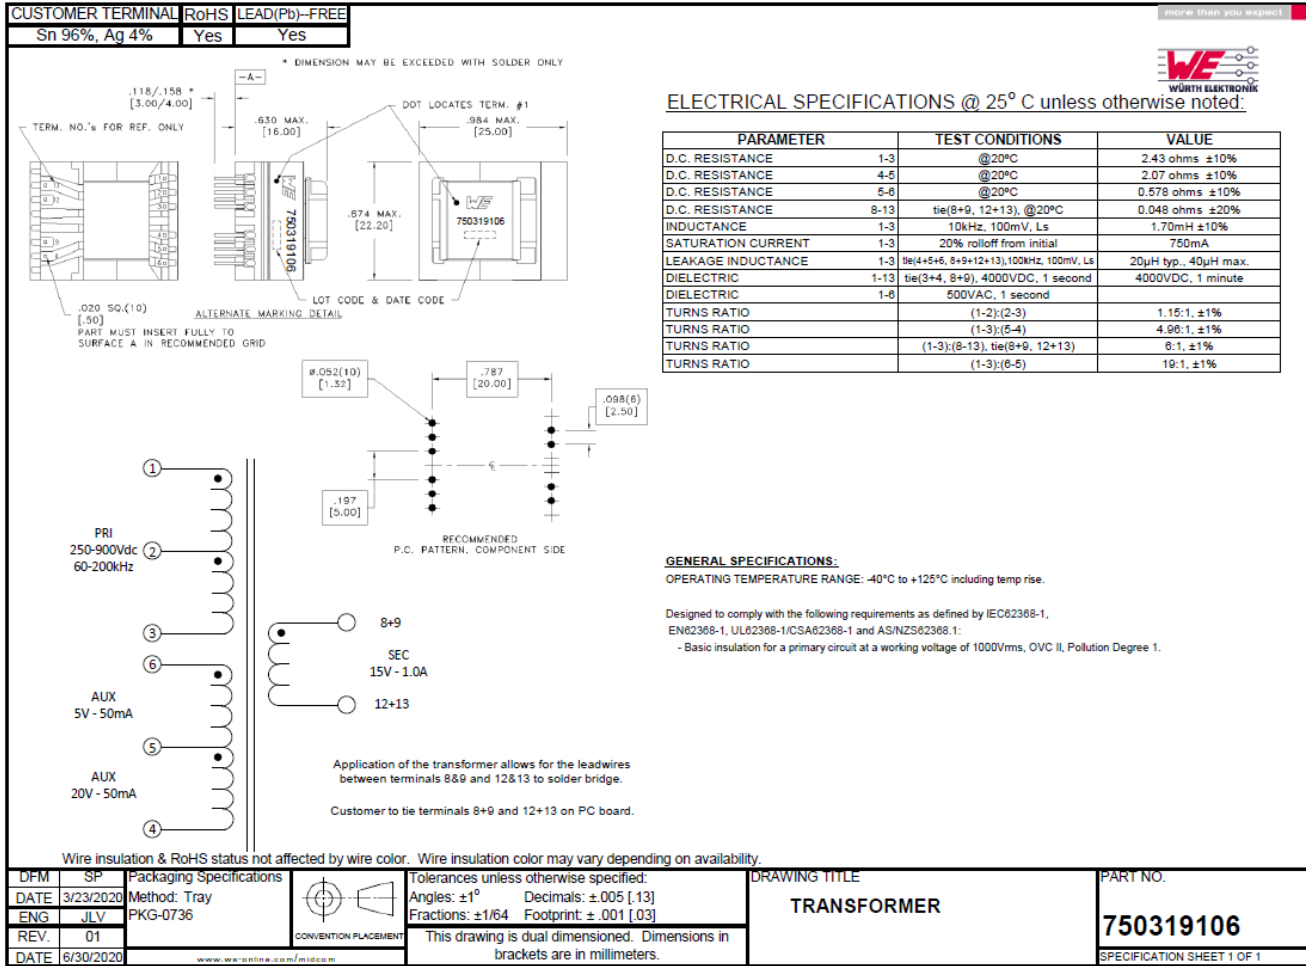 CUSTOMER TERMINAL RoHS LEAD(Pb)--FREE
Sn 96%, Ag 4% Yes Yes
more than you expect
WE
WÜRTH ELEKTRONIK
* DIMENSION MAY BE EXCEEDED WITH SOLDER ONLY
-A-
.118/.158 *
[3.00/4.00]
TERM. NO.'s FOR REF. ONLY
.630 MAX.
[16.00]
DOT LOCATES TERM. #1
.984 MAX.
[25.00]
.874 MAX.
[22.20]
WE
750319106
WE
750319106
LOT CODE & DATE CODE
ALTERNATE MARKING DETAIL
.020 SQ.(10)
[.50]
PART MUST INSERT FULLY TO
SURFACE A IN RECOMMENDED GRID
ELECTRICAL SPECIFICATIONS @ 25° C unless otherwise noted:
PARAMETER TEST CONDITIONS VALUE
D.C. RESISTANCE 1-3 @20ºC 2.43 ohms ±10%
D.C. RESISTANCE 4-5 @20ºC 2.07 ohms ±10%
D.C. RESISTANCE 5-6 @20ºC 0.578 ohms ±10%
D.C. RESISTANCE 8-13 tie(8+9, 12+13), @20ºC 0.048 ohms ±20%
INDUCTANCE 1-3 10kHz, 100mV, Ls 1.70mH ±10%
SATURATION CURRENT 1-3 20% rolloff from initial 750mA
LEAKAGE INDUCTANCE 1-3 tie(4+5+6, 8+9+12+13),100kHz, 100mV, Ls 20µH typ., 40µH max.
DIELECTRIC 1-13 tie(3+4, 8+9), 4000VDC, 1 second 4000VDC, 1 minute
DIELECTRIC 1-6 500VAC, 1 second
TURNS RATIO (1-2):(2-3) 1.15:1, ±1%
TURNS RATIO (1-3):(5-4) 4.96:1, ±1%
TURNS RATIO (1-3):(8-13), tie(8+9, 12+13) 6:1, ±1%
TURNS RATIO (1-3):(6-5) 19:1, ±1%
ø.052(10)
[1.32]
.787
[20.00]
.098(6)
[2.50]
.197
[5.00]
RECOMMENDED
P.C. PATTERN, COMPONENT SIDE
1
PRI
250-900Vdc 2
60-200kHz
3
6
AUX
5V - 50mA
5
AUX
20V - 50mA
4
8+9
SEC
15V - 1.0A
12+13
Application of the transformer allows for the leadwires
between terminals 8&9 and 12&13 to solder bridge.
Customer to tie terminals 8+9 and 12+13 on PC board.
GENERAL SPECIFICATIONS:
OPERATING TEMPERATURE RANGE: -40°C to +125°C including temp rise.
Designed to comply with the following requirements as defined by IEC62368-1,
EN62368-1, UL62368-1/CSA62368-1 and AS/NZS62368.1:
- Basic insulation for a primary circuit at a working voltage of 1000Vrms, OVC II, Pollution Degree 1.
Wire insulation & RoHS status not affected by wire color. Wire insulation color may vary depending on availability.
DFM SP
DATE 3/23/2020
ENG JLV
REV. 01
DATE 6/30/2020
Packaging Specifications
Method: Tray
PKG-0736
www.we-online.com/midcom
CONVENTION PLACEMENT
Tolerances unless otherwise specified:
Angles: ±1° Decimals: ±.005 [.13]
Fractions: ±1/64 Footprint: ± .001 [.03]
This drawing is dual dimensioned. Dimensions in
brackets are in millimeters.
DRAWING TITLE
TRANSFORMER
PART NO.
750319106
SPECIFICATION SHEET 1 OF 1